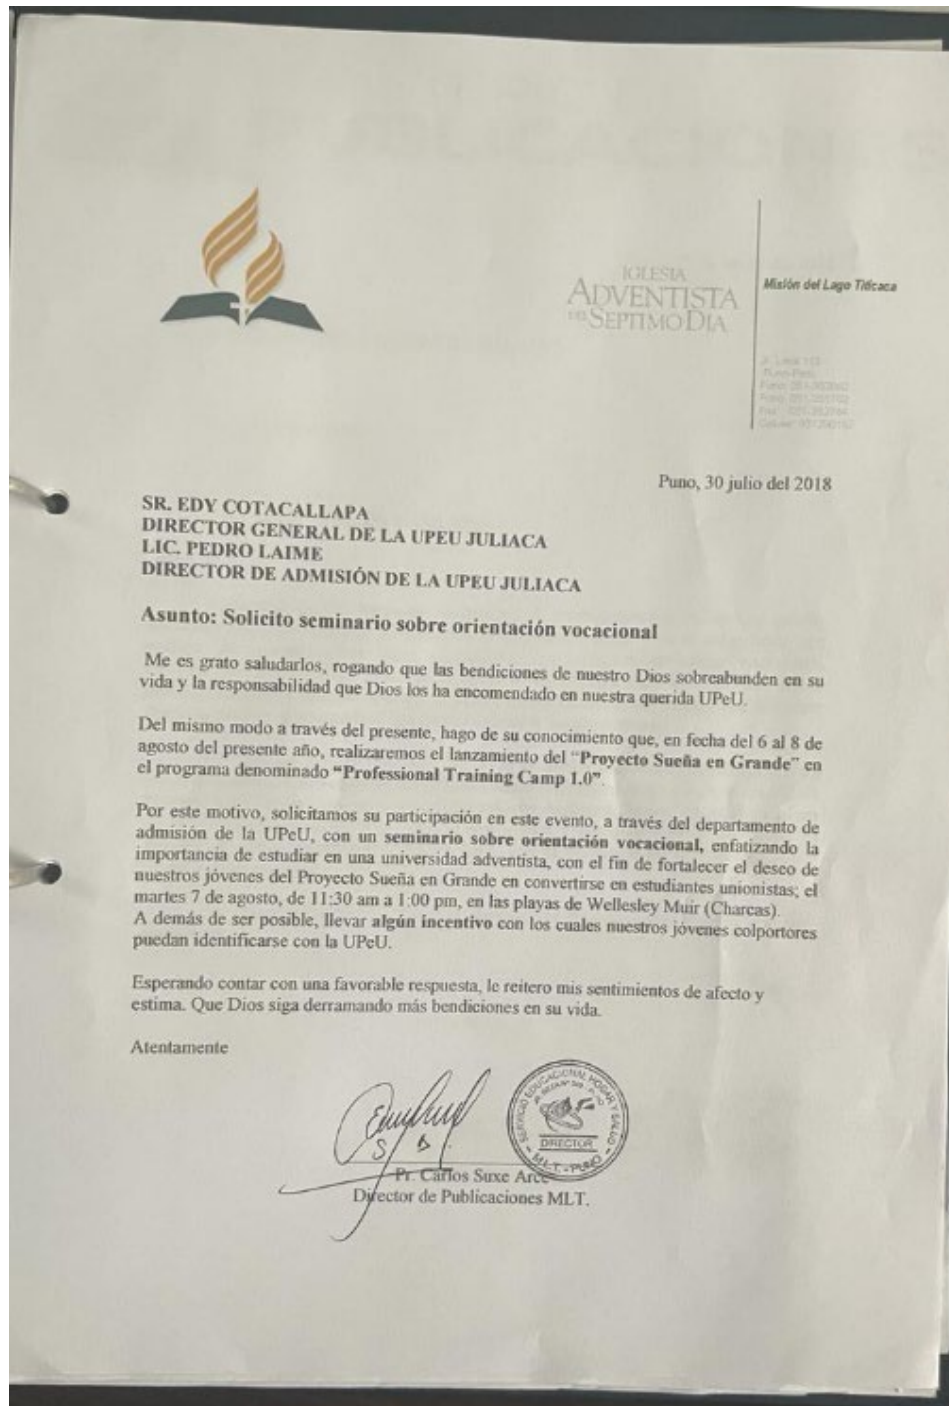 IGLESIA
ADVENTISTA
DEL SEPTIMO DIA
Misión del Lago Titicaca
Puno-Perú
Puno, 30 julio del 2018
SR. EDY COTACALLAPA
DIRECTOR GENERAL DE LA UPEU JULIACA
LIC. PEDRO LAIME
DIRECTOR DE ADMISIÓN DE LA UPEU JULIACA
Asunto: Solicito seminario sobre orientación vocacional
Me es grato saludarlos, rogando que las bendiciones de nuestro Dios sobreabunden en su
vida y la responsabilidad que Dios los ha encomendado en nuestra querida UPeU.
Del mismo modo a través del presente, hago de su conocimiento que, en fecha del 6 al 8 de
agosto del presente año, realizaremos el lanzamiento del “Proyecto Sueña en Grande” en
el programa denominado “Professional Training Camp 1.0”.
Por este motivo, solicitamos su participación en este evento, a través del departamento de
admisión de la UPeU, con un seminario sobre orientación vocacional, enfatizando la
importancia de estudiar en una universidad adventista, con el fin de fortalecer el deseo de
nuestros jóvenes del Proyecto Sueña en Grande en convertirse en estudiantes unionistas; el
martes 7 de agosto, de 11:30 am a 1:00 pm, en las playas de Wellesley Muir (Charcas).
A demás de ser posible, llevar algún incentivo con los cuales nuestros jóvenes colportores
puedan identificarse con la UPeU.
Esperando contar con una favorable respuesta, le reitero mis sentimientos de afecto y
estima. Que Dios siga derramando más bendiciones en su vida.
Atentamente
SERVICIO EDUCACIONAL HOGAR Y SALUD
DIRECTOR
M.L.T. - PUNO
Pr. Carlos Suxe Arce
Director de Publicaciones MLT.